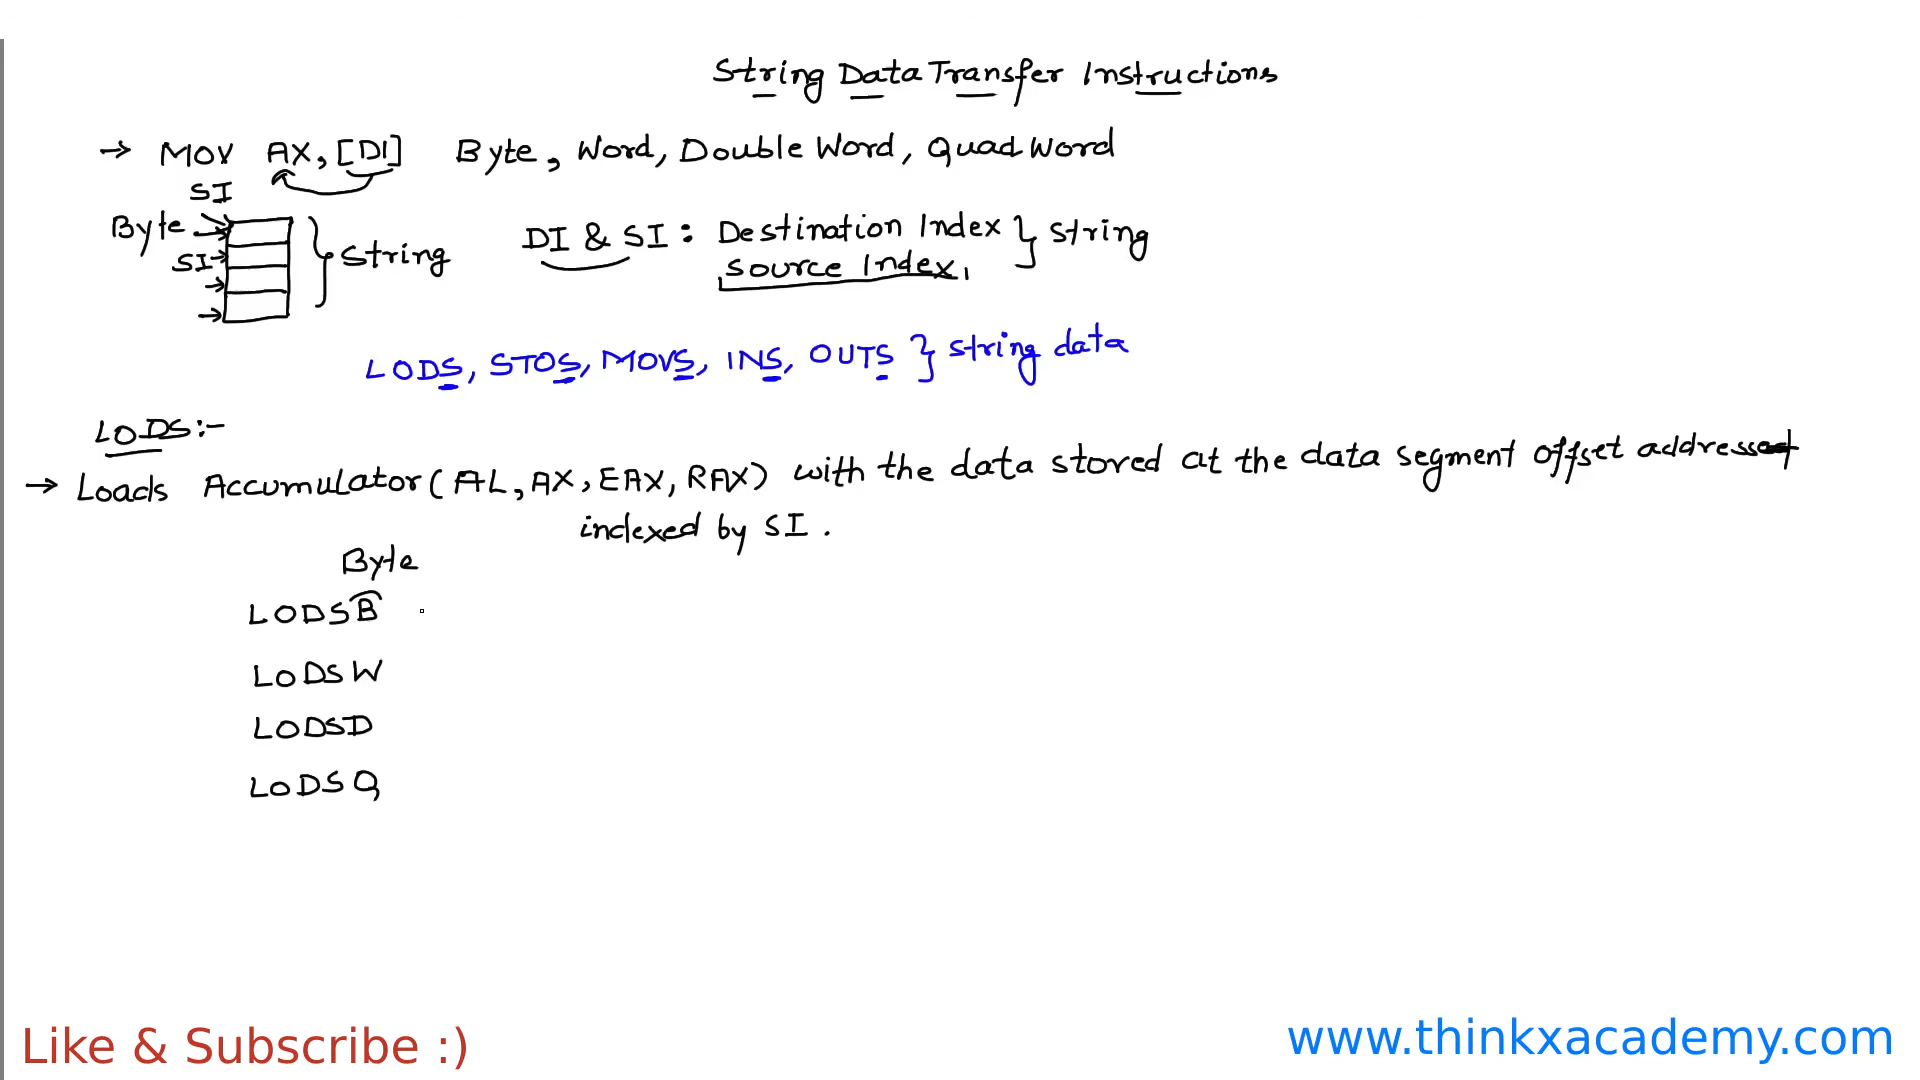 String Data Transfer Instructions
→ MOV AX, [DI] Byte, Word, Double Word, Quad Word
SI
Byte
SI
} string
DI & SI : Destination Index
Source Index,
} string
LODS, STOS, MOVS, INS, OUTS } string data
LODS:-
→ Loads Accumulator (AL, AX, EAX, RAX) with the data stored at the data segment offset address
indexed by SI.
Byte
LODSB
LODSW
LODSD
LODSQ
Like & Subscribe :)
www.thinkxacademy.com